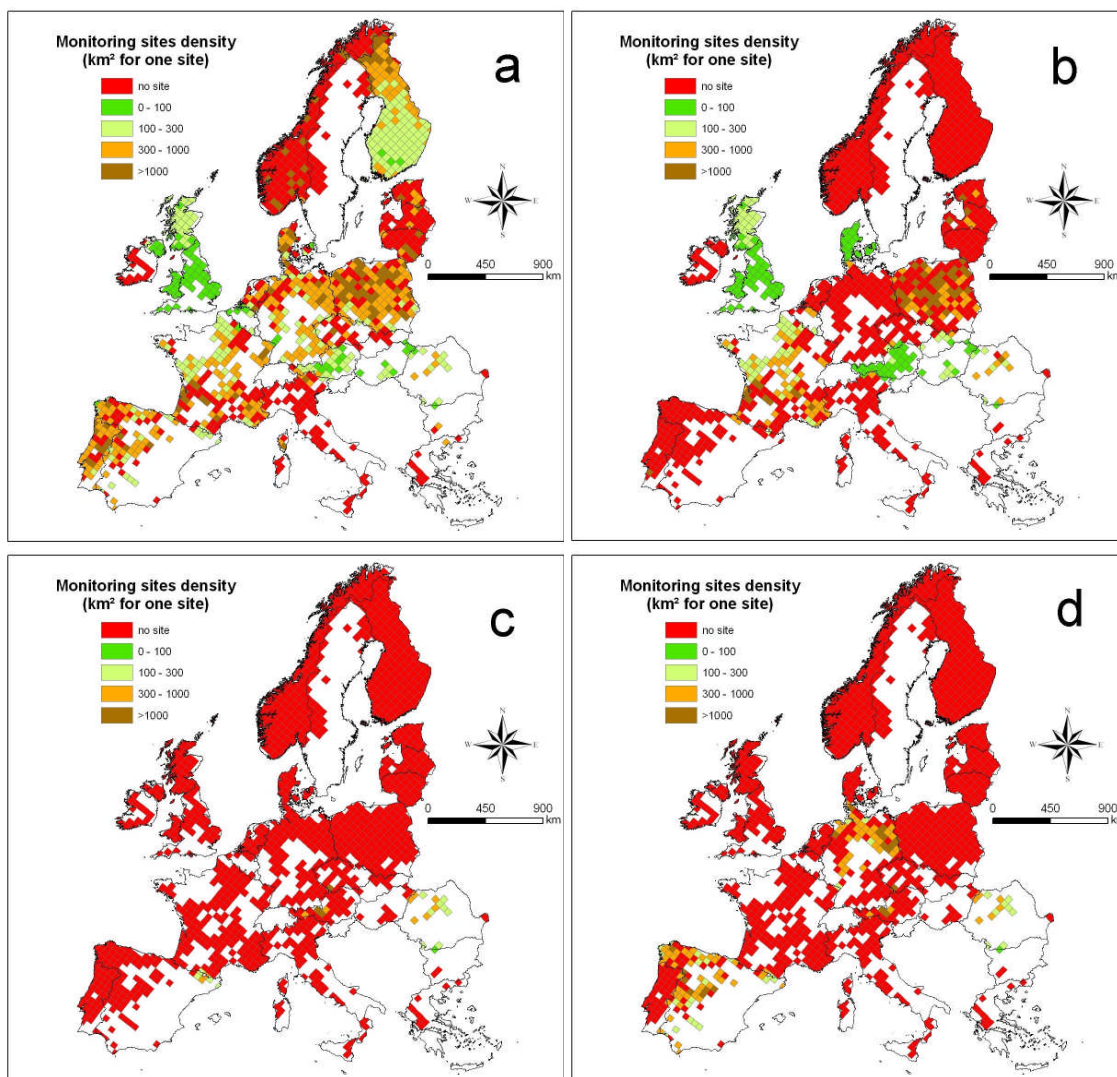 Monitoring sites density
(km² for one site)
no site
0 - 100
100 - 300
300 - 1000
>1000
a
N
W E
S
0 450 900
km
Monitoring sites density
(km² for one site)
no site
0 - 100
100 - 300
300 - 1000
>1000
b
N
W E
S
0 450 900
km
Monitoring sites density
(km² for one site)
no site
0 - 100
100 - 300
300 - 1000
>1000
c
N
W E
S
0 450 900
km
Monitoring sites density
(km² for one site)
no site
0 - 100
100 - 300
300 - 1000
>1000
d
N
W E
S
0 450 900
km